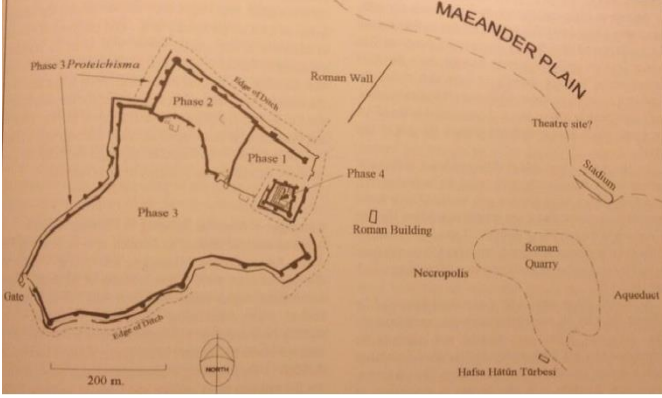 MAEANDER PLAIN
Phase 3 Proteichisma
Edge of Ditch
Roman Wall
Phase 2
Theatre site?
Phase 1
Phase 4
Stadium
Phase 3
Roman Building
Roman
Quarry
Necropolis
Gate
Aqueduct
Edge of Ditch
NORTH
Hafsa Hâtûn Türbesi
200 m.